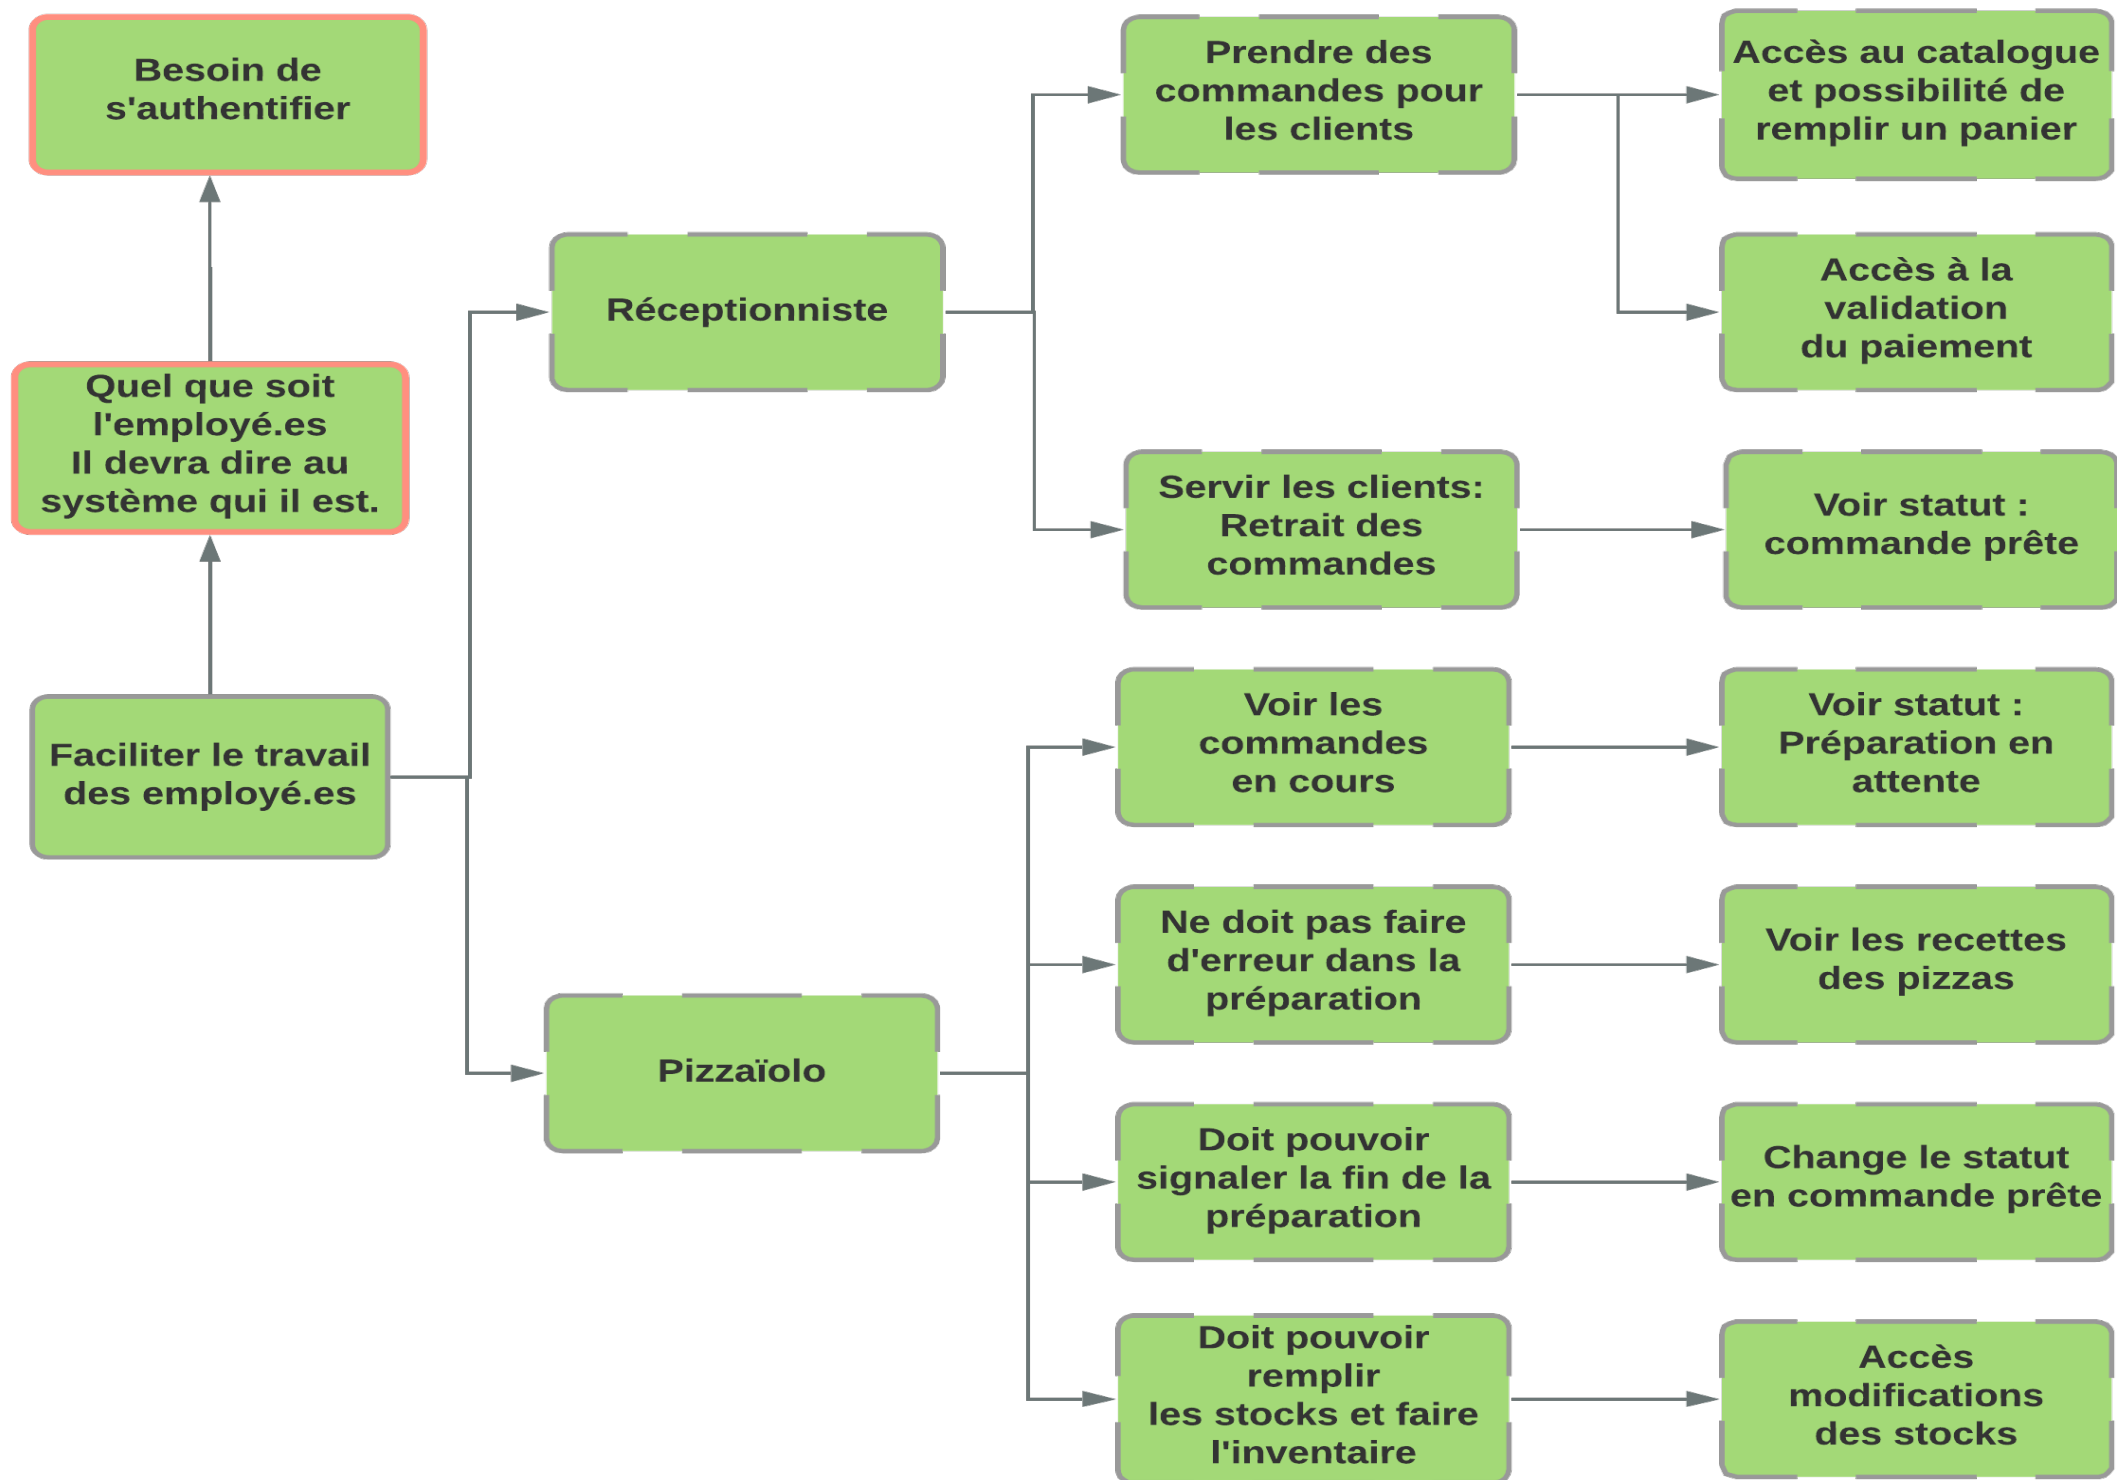 Besoin de
s'authentifier
Quel que soit
l'employé.es
Il devra dire au
système qui il est.
Faciliter le travail
des employé.es
Réceptionniste
Prendre des
commandes pour
les clients
Accès au catalogue
et possibilité de
remplir un panier
Accès à la
validation
du paiement
Servir les clients:
Retrait des
commandes
Voir statut :
commande prête
Pizzaïolo
Voir les
commandes
en cours
Voir statut :
Préparation en
attente
Ne doit pas faire
d'erreur dans la
préparation
Voir les recettes
des pizzas
Doit pouvoir
signaler la fin de la
préparation
Change le statut
en commande prête
Doit pouvoir
remplir
les stocks et faire
l'inventaire
Accès
modifications
des stocks